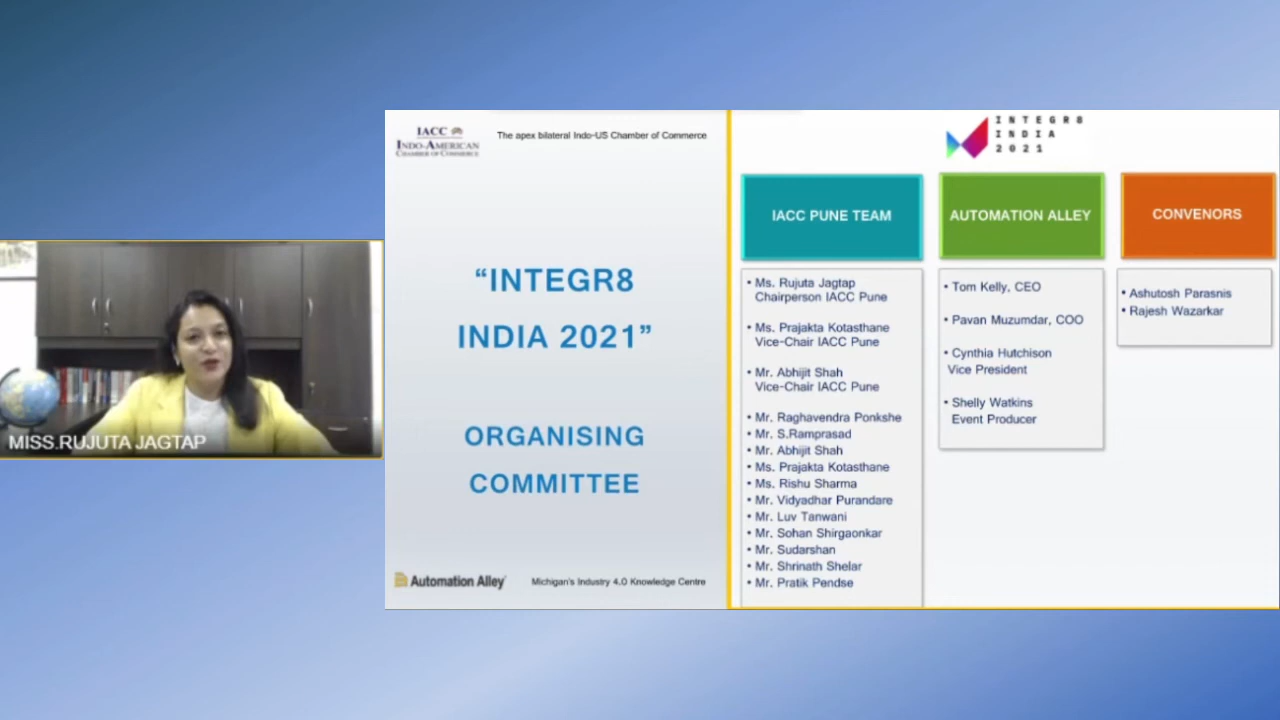 MISS.RUJUTA JAGTAP
IACC
INDO-AMERICAN
CHAMBER OF COMMERCE
The apex bilateral Indo-US Chamber of Commerce
“INTEGR8
INDIA 2021”
ORGANISING
COMMITTEE
Automation Alley
Michigan's Industry 4.0 Knowledge Centre
INTEGR8
INDIA
2021
IACC PUNE TEAM
• Ms. Rujuta Jagtap
Chairperson IACC Pune
• Ms. Prajakta Kotasthane
Vice-Chair IACC Pune
• Mr. Abhijit Shah
Vice-Chair IACC Pune
• Mr. Raghavendra Ponkshe
• Mr. S.Ramprasad
• Mr. Abhijit Shah
• Ms. Prajakta Kotasthane
• Ms. Rishu Sharma
• Mr. Vidyadhar Purandare
• Mr. Luv Tanwani
• Mr. Sohan Shirgaonkar
• Mr. Sudarshan
• Mr. Shrinath Shelar
• Mr. Pratik Pendse
AUTOMATION ALLEY
• Tom Kelly, CEO
• Pavan Muzumdar, COO
• Cynthia Hutchison
Vice President
• Shelly Watkins
Event Producer
CONVENORS
• Ashutosh Parasnis
• Rajesh Wazarkar